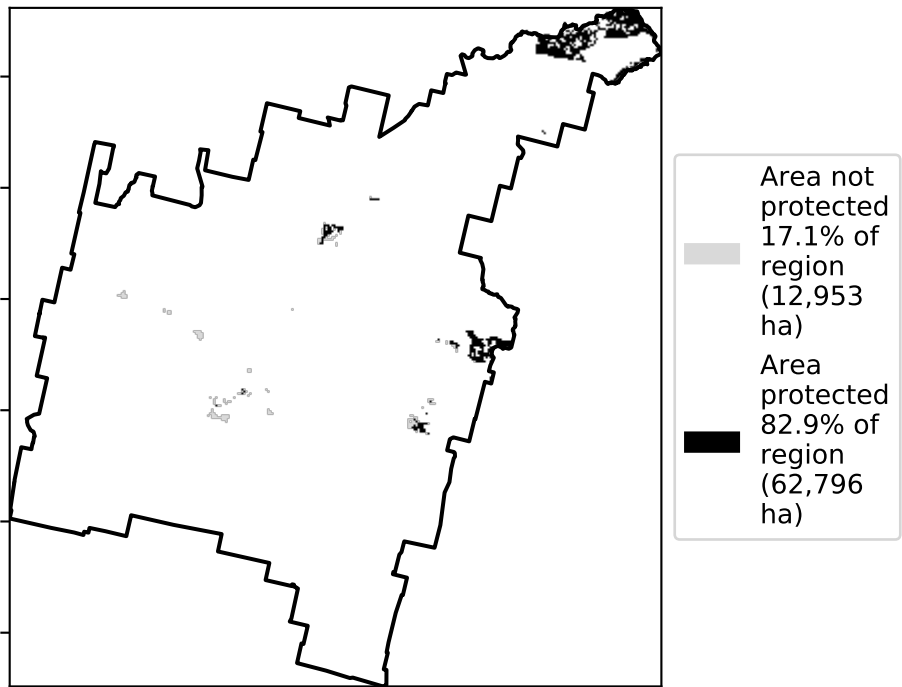 Area not
protected
17.1% of
region
(12,953
ha)
Area
protected
82.9% of
region
(62,796
ha)